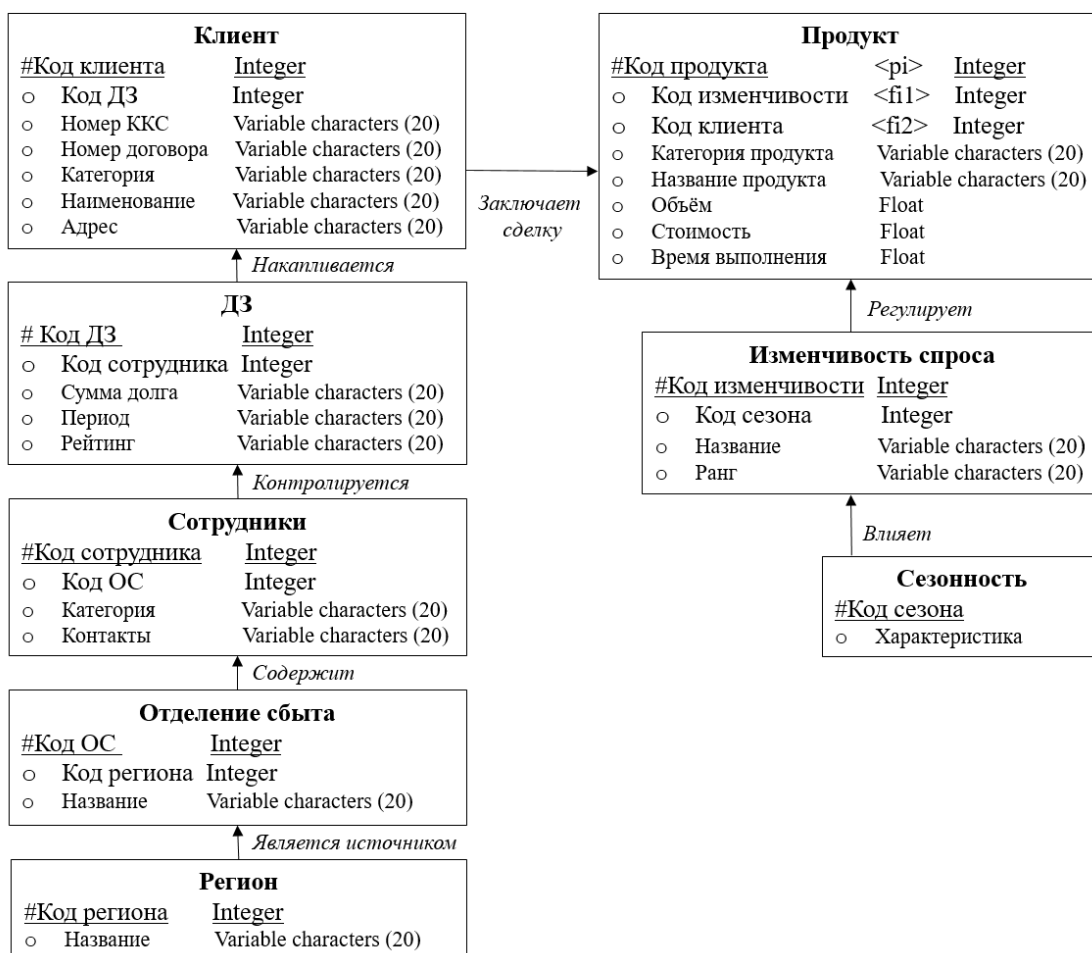 Клиент
#Код клиента Integer
o Код ДЗ Integer
o Номер ККС Variable characters (20)
o Номер договора Variable characters (20)
o Категория Variable characters (20)
o Наименование Variable characters (20)
o Адрес Variable characters (20)
Накапливается
ДЗ
# Код ДЗ Integer
o Код сотрудника Integer
o Сумма долга Variable characters (20)
o Период Variable characters (20)
o Рейтинг Variable characters (20)
Контролируется
Сотрудники
#Код сотрудника Integer
o Код ОС Integer
o Категория Variable characters (20)
o Контакты Variable characters (20)
Содержит
Отделение сбыта
#Код ОС Integer
o Код региона Integer
o Название Variable characters (20)
Является источником
Регион
#Код региона Integer
o Название Variable characters (20)
Заключает
сделку
Продукт
#Код продукта <pi> Integer
o Код изменчивости <fi1> Integer
o Код клиента <fi2> Integer
o Категория продукта Variable characters (20)
o Название продукта Variable characters (20)
o Объём Float
o Стоимость Float
o Время выполнения Float
Регулирует
Изменчивость спроса
#Код изменчивости Integer
o Код сезона Integer
o Название Variable characters (20)
o Ранг Variable characters (20)
Влияет
Сезонность
#Код сезона
o Характеристика